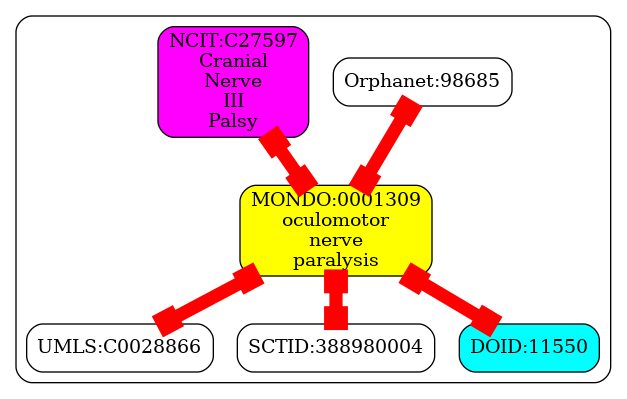 NCIT:C27597
Cranial
Nerve
III
Palsy
Orphanet:98685
MONDO:0001309
oculomotor
nerve
paralysis
UMLS:C0028866
SCTID:388980004
DOID:11550